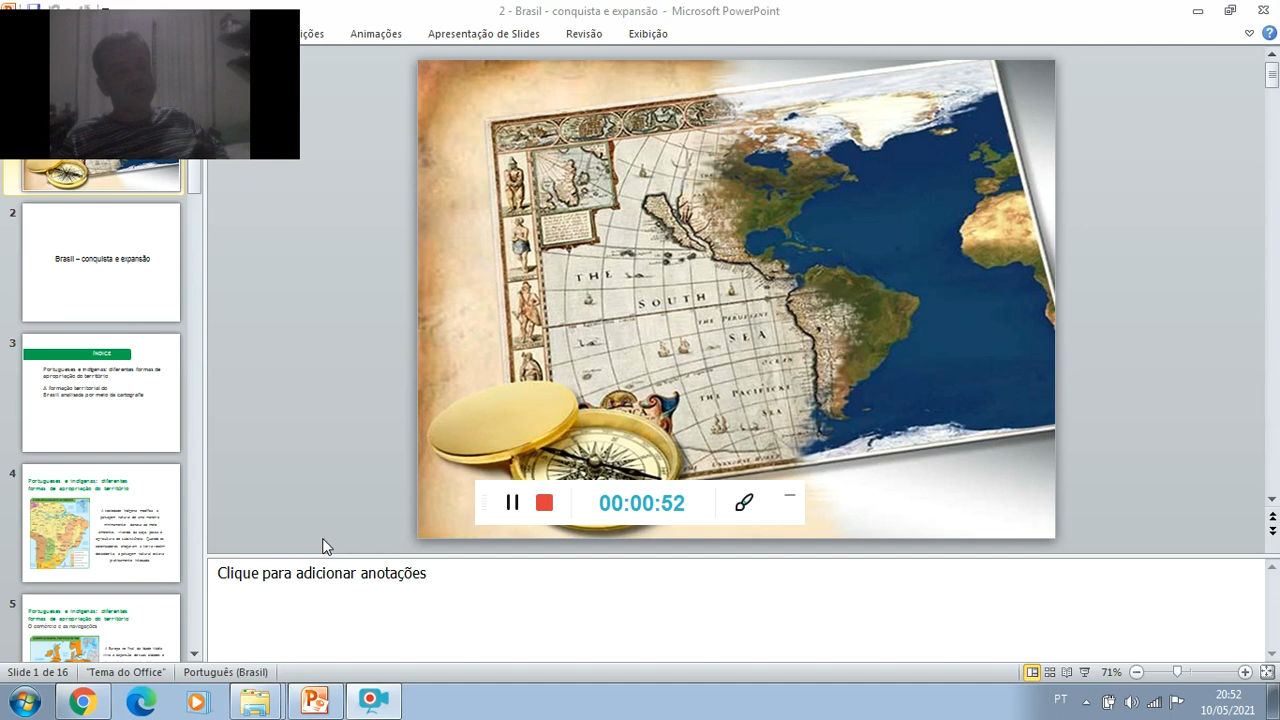 2 - Brasil - conquista e expansão - Microsoft PowerPoint
ições Animações Apresentação de Slides Revisão Exibição
2
Brasil – conquista e expansão
3
ÍNDICE
Portugueses e indígenas: diferentes formas de
apropriação do território
A formação territorial do
Brasil analisada por meio da cartografia
4
Portugueses e indígenas: diferentes
formas de apropriação do território
5
Portugueses e indígenas: diferentes
formas de apropriação do território
O comércio e as navegações
THE
SOUTH
SEA
THE PACIFICK
SEA
00:00:52
Clique para adicionar anotações
Slide 1 de 16 "Tema do Office" Português (Brasil) 71%
PT 20:52
10/05/2021